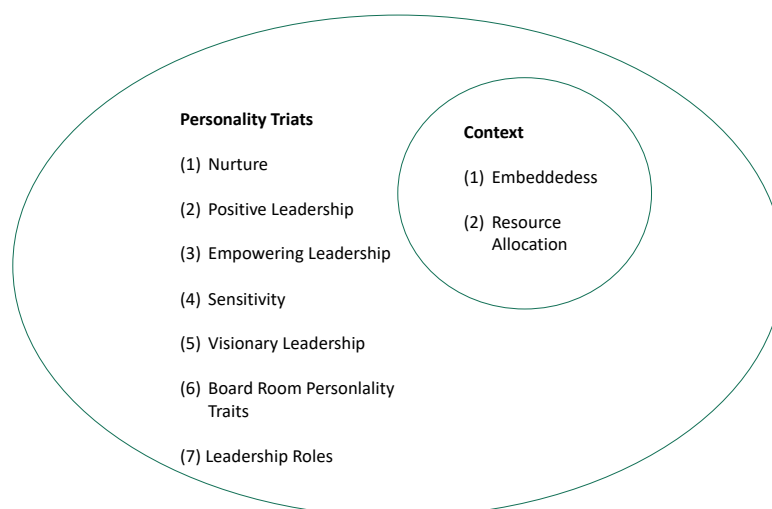 Personality Triats
(1) Nurture
(2) Positive Leadership
(3) Empowering Leadership
(4) Sensitivity
(5) Visionary Leadership
(6) Board Room Personlality
Traits
(7) Leadership Roles
Context
(1) Embeddedess
(2) Resource
Allocation